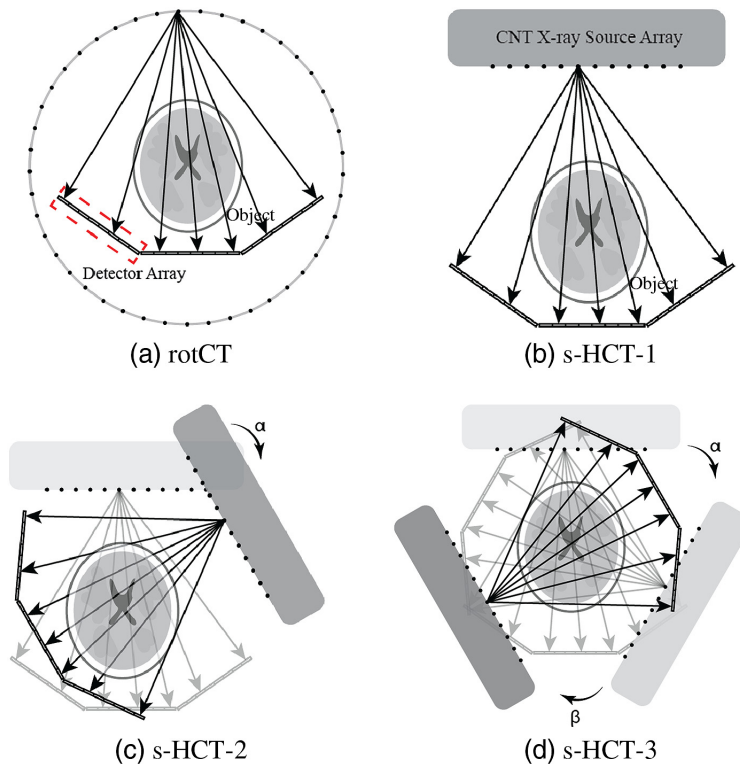 CNT X-ray Source Array
Object
Detector Array
Object
(a) rotCT
(b) s-HCT-1
α
α
β
(c) s-HCT-2
(d) s-HCT-3